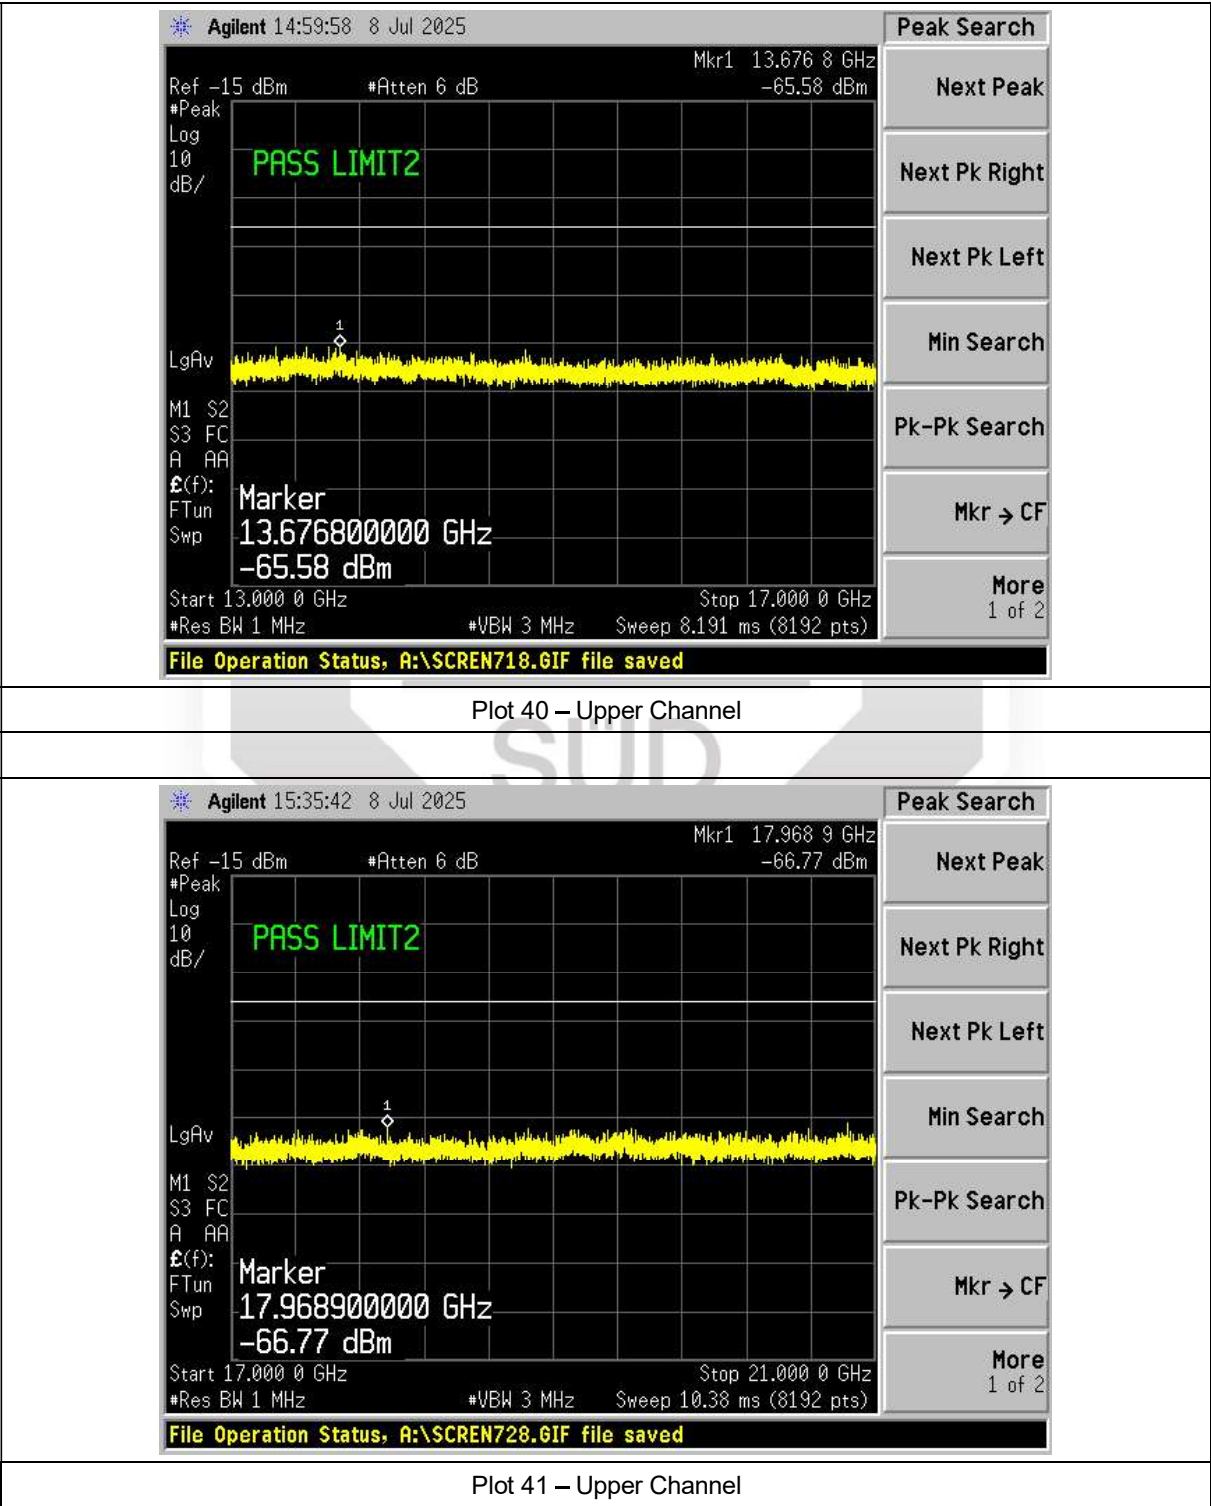 Agilent 14:59:58 8 Jul 2025
Peak Search
Mkr1 13.676 8 GHz
Ref -15 dBm #Atten 6 dB -65.58 dBm
#Peak
Log
10
dB/
PASS LIMIT2
1
LgAv
M1 S2
S3 FC
A AA
£(f):
FTun
Swp
Marker
13.676800000 GHz
-65.58 dBm
Start 13.000 0 GHz Stop 17.000 0 GHz
#Res BW 1 MHz #VBW 3 MHz Sweep 8.191 ms (8192 pts)
File Operation Status, A:\SCREN718.GIF file saved
Next Peak
Next Pk Right
Next Pk Left
Min Search
Pk-Pk Search
Mkr → CF
More
1 of 2
Plot 40 – Upper Channel
SÜD
Agilent 15:35:42 8 Jul 2025
Peak Search
Mkr1 17.968 9 GHz
Ref -15 dBm #Atten 6 dB -66.77 dBm
#Peak
Log
10
dB/
PASS LIMIT2
1
LgAv
M1 S2
S3 FC
A AA
£(f):
FTun
Swp
Marker
17.968900000 GHz
-66.77 dBm
Start 17.000 0 GHz Stop 21.000 0 GHz
#Res BW 1 MHz #VBW 3 MHz Sweep 10.38 ms (8192 pts)
File Operation Status, A:\SCREN728.GIF file saved
Next Peak
Next Pk Right
Next Pk Left
Min Search
Pk-Pk Search
Mkr → CF
More
1 of 2
Plot 41 – Upper Channel